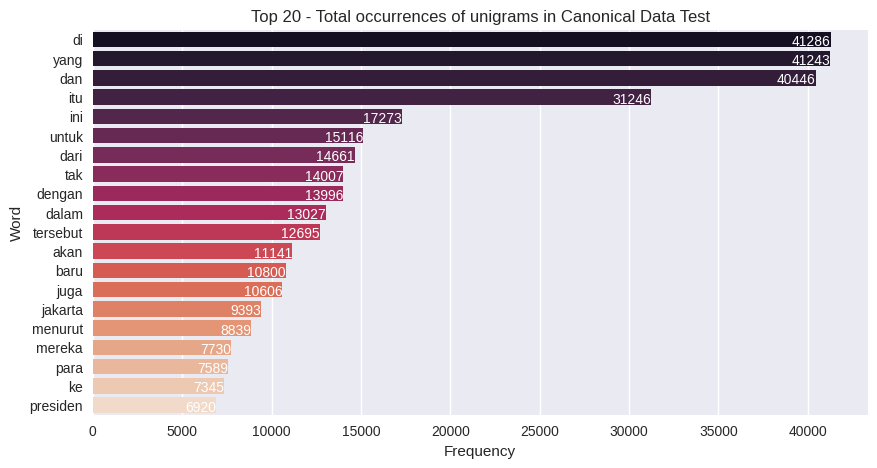 Top 20 - Total occurrences of unigrams in Canonical Data Test
Word
di 41286
yang 41243
dan 40446
itu 31246
ini 17273
untuk 15116
dari 14661
tak 14007
dengan 13996
dalam 13027
tersebut 12695
akan 11141
baru 10800
juga 10606
jakarta 9393
menurut 8839
mereka 7730
para 7589
ke 7345
presiden 6920
0 5000 10000 15000 20000 25000 30000 35000 40000
Frequency